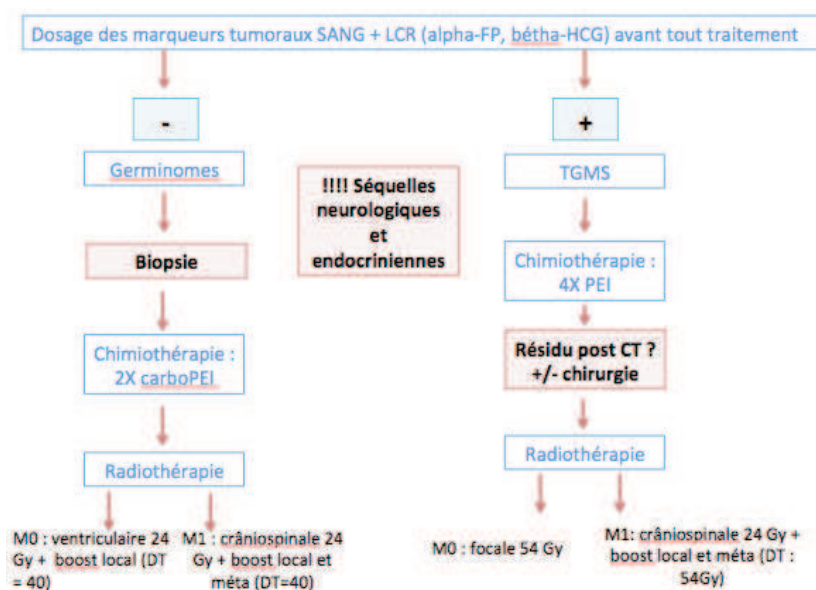 Dosage des marqueurs tumoraux SANG + LCR (alpha-FP, bétha-HCG) avant tout traitement
-
+
Germinomes
TGMS
!!!! Séquelles
neurologiques
et
endocriniennes
Biopsie
Chimiothérapie :
4X PEI
Chimiothérapie :
2X carboPEI
Résidu post CT ?
+/- chirurgie
Radiothérapie
Radiothérapie
M0 : ventriculaire 24
Gy + boost local (DT
= 40)
M1 : crâniospinale 24
Gy + boost local et
méta (DT=40)
M0 : focale 54 Gy
M1: crâniospinale 24 Gy +
boost local et méta (DT :
54Gy)